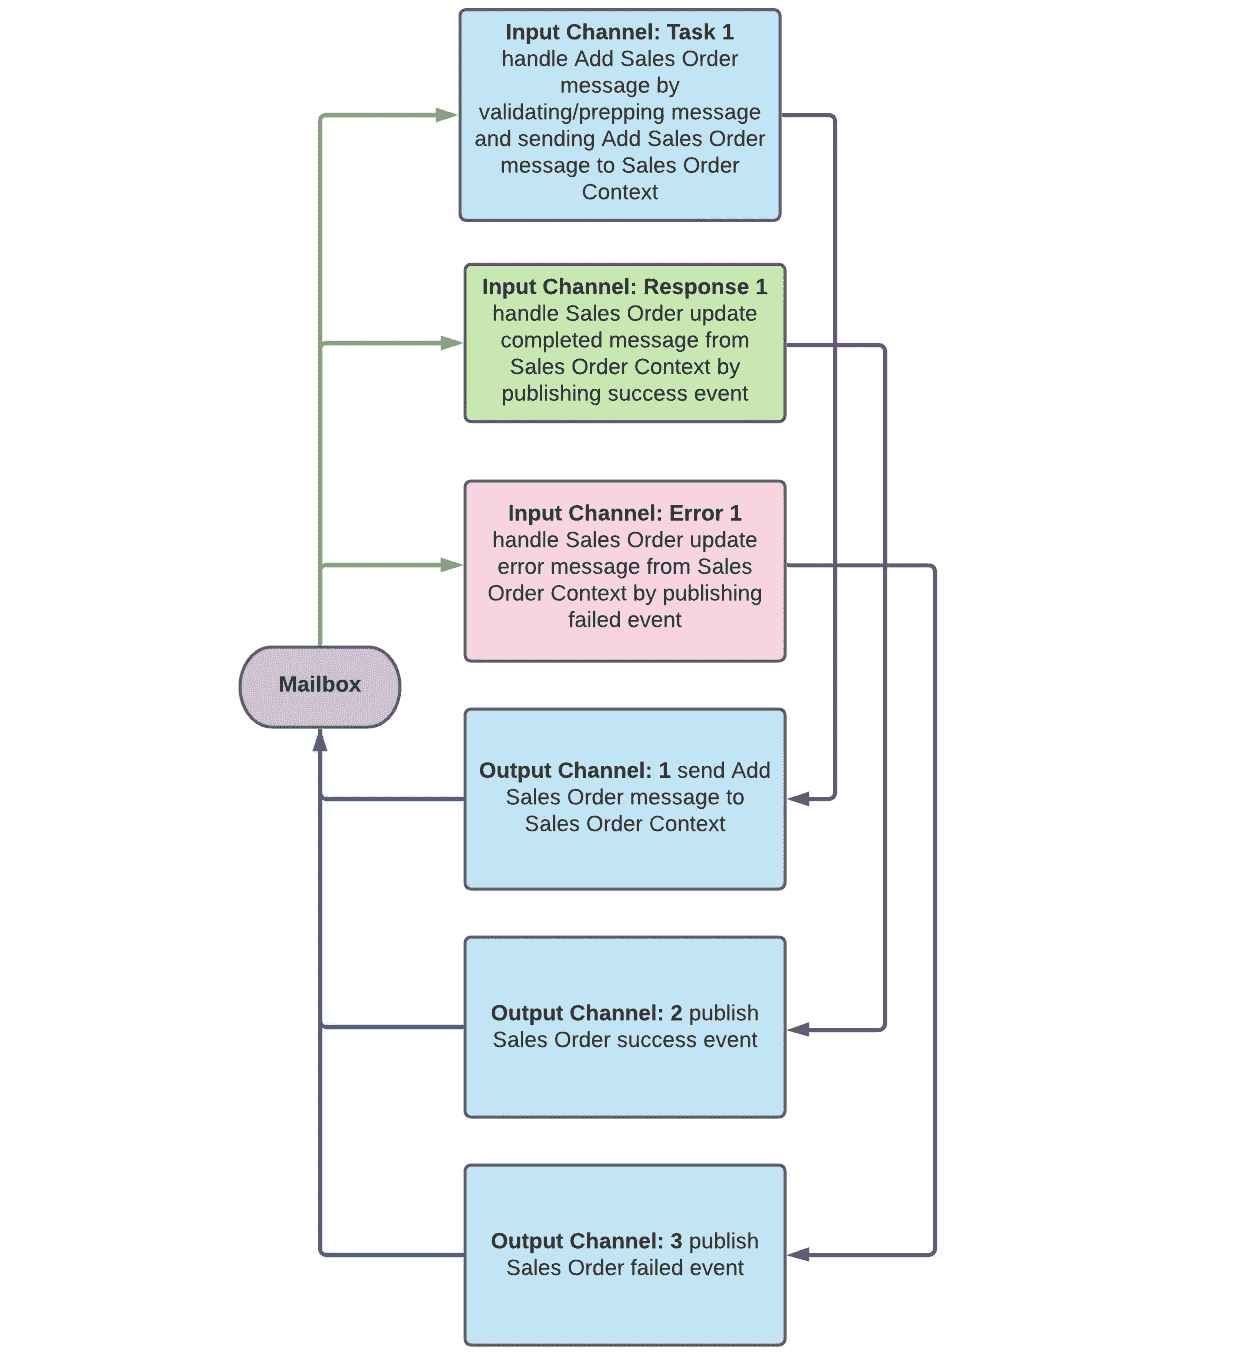 Input Channel: Task 1
handle Add Sales Order
message by
validating/prepping message
and sending Add Sales Order
message to Sales Order
Context
Input Channel: Response 1
handle Sales Order update
completed message from
Sales Order Context by
publishing success event
Input Channel: Error 1
handle Sales Order update
error message from Sales
Order Context by publishing
failed event
Mailbox
Output Channel: 1 send Add
Sales Order message to
Sales Order Context
Output Channel: 2 publish
Sales Order success event
Output Channel: 3 publish
Sales Order failed event